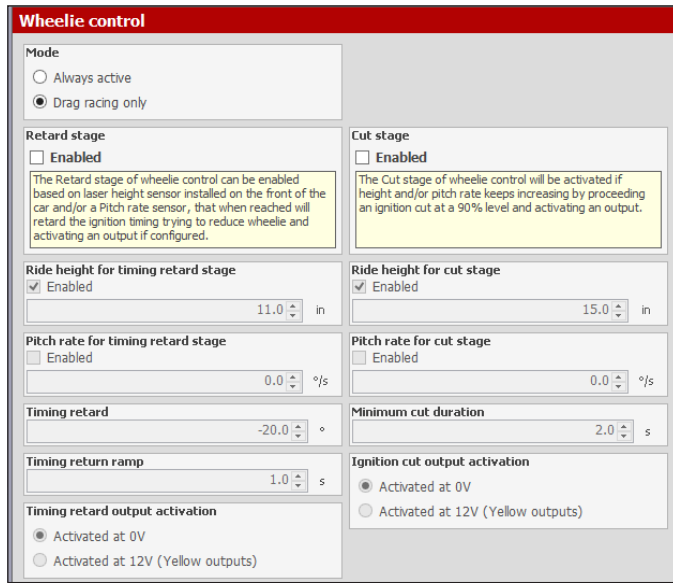 Wheelie control
Mode
Always active
Drag racing only
Retard stage
Enabled
The Retard stage of wheelie control can be enabled
based on laser height sensor installed on the front of the
car and/or a Pitch rate sensor, that when reached will
retard the ignition timing trying to reduce wheelie and
activating an output if configured.
Cut stage
Enabled
The Cut stage of wheelie control will be activated if
height and/or pitch rate keeps increasing by proceeding
an ignition cut at a 90% level and activating an output.
Ride height for timing retard stage
Enabled
11.0 in
Ride height for cut stage
Enabled
15.0 in
Pitch rate for timing retard stage
Enabled
0.0 °/s
Pitch rate for cut stage
Enabled
0.0 °/s
Timing retard
-20.0 °
Minimum cut duration
2.0 s
Timing return ramp
1.0 s
Ignition cut output activation
Activated at 0V
Activated at 12V (Yellow outputs)
Timing retard output activation
Activated at 0V
Activated at 12V (Yellow outputs)